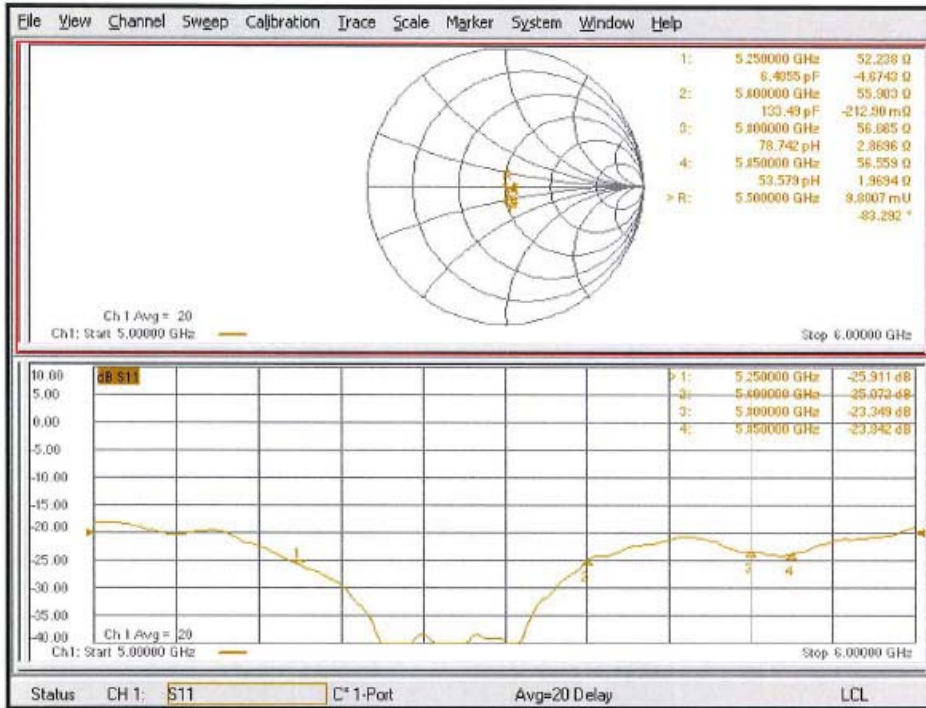 File View Channel Sweep Calibration Trace Scale Marker System Window Help
1: 5.250000 GHz 52.238 Ω
6.4055 pF -4.6743 Ω
2: 5.600000 GHz 55.903 Ω
133.49 pF -212.90 mΩ
3: 5.800000 GHz 56.665 Ω
78.742 pH 2.8696 Ω
4: 5.850000 GHz 56.559 Ω
53.579 pH 1.9694 Ω
> R: 5.500000 GHz 9.8007 mU
-83.292 °
Ch 1 Avg = 20
Ch1: Start 5.00000 GHz Stop 6.00000 GHz
10.00 dB S11
5.00
0.00
-5.00
-10.00
-15.00
-20.00
-25.00
-30.00
-35.00
-40.00
> 1: 5.250000 GHz -25.911 dB
2: 5.600000 GHz -25.073 dB
3: 5.800000 GHz -23.349 dB
4: 5.850000 GHz -23.842 dB
1
2
3
4
Ch 1 Avg = 20
Ch1: Start 5.00000 GHz Stop 6.00000 GHz
Status CH 1: S11 C* 1-Port Avg=20 Delay LCL